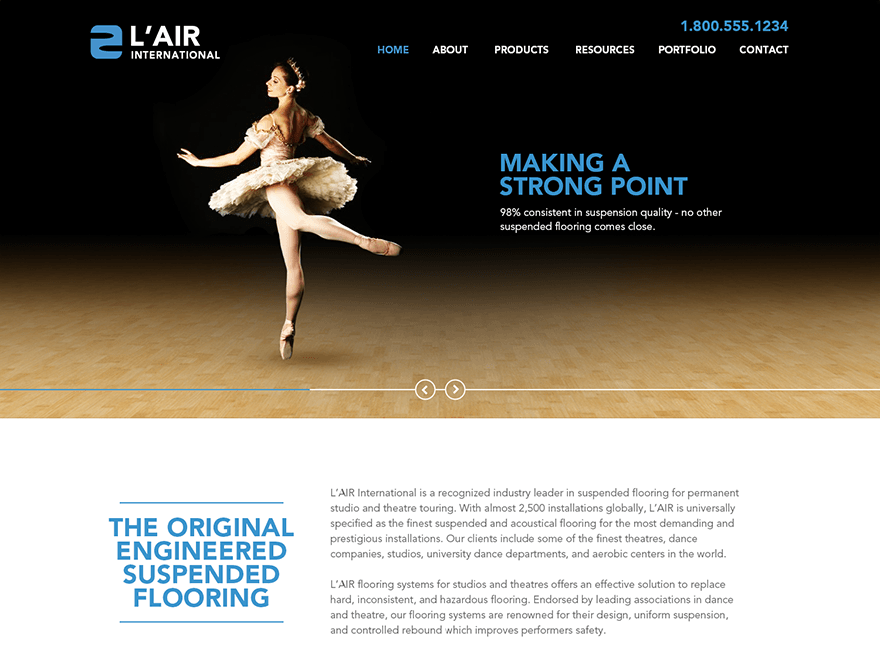 L'AIR
INTERNATIONAL
1.800.555.1234
HOME ABOUT PRODUCTS RESOURCES PORTFOLIO CONTACT
MAKING A
STRONG POINT
98% consistent in suspension quality - no other
suspended flooring comes close.
THE ORIGINAL
ENGINEERED
SUSPENDED
FLOORING
L'AIR International is a recognized industry leader in suspended flooring for permanent
studio and theatre touring. With almost 2,500 installations globally, L'AIR is universally
specified as the finest suspended and acoustical flooring for the most demanding and
prestigious installations. Our clients include some of the finest theatres, dance
companies, studios, university dance departments, and aerobic centers in the world.
L'AIR flooring systems for studios and theatres offers an effective solution to replace
hard, inconsistent, and hazardous flooring. Endorsed by leading associations in dance
and theatre, our flooring systems are renowned for their design, uniform suspension,
and controlled rebound which improves performers safety.